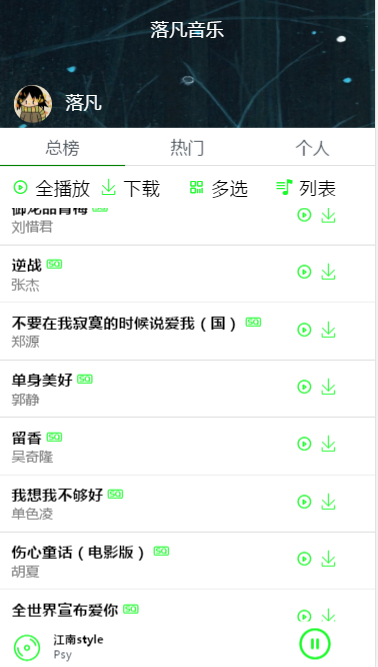 落凡音乐
落凡
总榜 热门 个人
全播放 下载 多选 列表
御龙品青梅 SQ
刘惜君
逆战 SQ
张杰
不要在我寂寞的时候说爱我（国） SQ
郑源
单身美好 SQ
郭静
留香 SQ
吴奇隆
我想我不够好 SQ
单色凌
伤心童话（电影版） SQ
胡夏
全世界宣布爱你 SQ
江南style
Psy